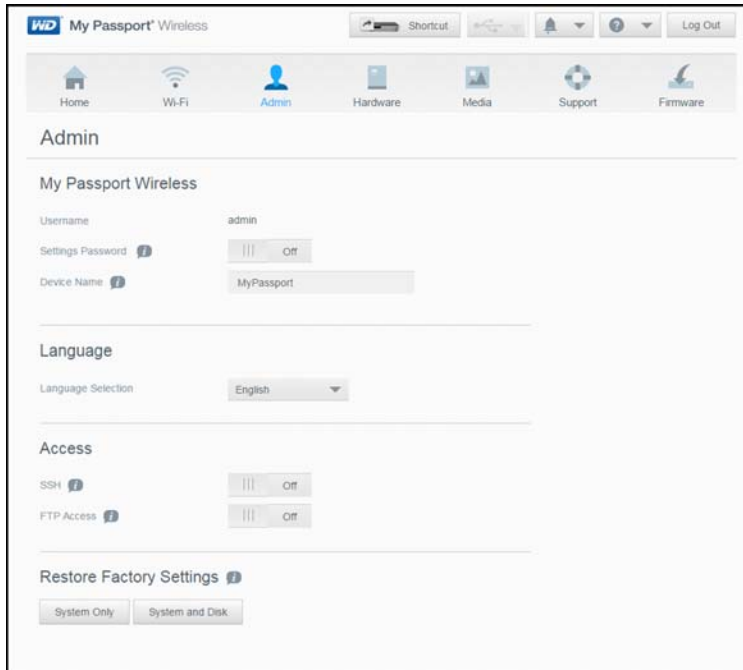 WD My Passport® Wireless
Shortcut
Log Out
Home Wi-Fi Admin Hardware Media Support Firmware
Admin
My Passport Wireless
Username admin
Settings Password i Off
Device Name i MyPassport
Language
Language Selection English
Access
SSH i Off
FTP Access i Off
Restore Factory Settings i
System Only System and Disk